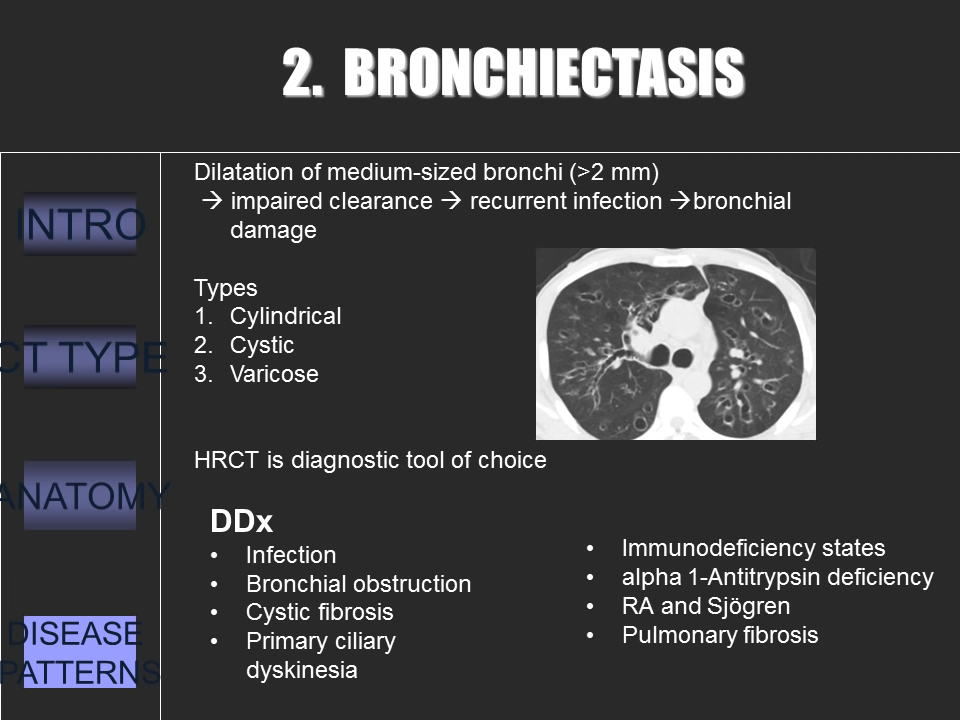 2. BRONCHIECTASIS
INTRO
CT TYPE
ANATOMY
DISEASE
PATTERNS
Dilatation of medium-sized bronchi (>2 mm)
→ impaired clearance → recurrent infection →bronchial
damage
Types
1. Cylindrical
2. Cystic
3. Varicose
HRCT is diagnostic tool of choice
DDx
• Infection
• Bronchial obstruction
• Cystic fibrosis
• Primary ciliary
dyskinesia
• Immunodeficiency states
• alpha 1-Antitrypsin deficiency
• RA and Sjögren
• Pulmonary fibrosis